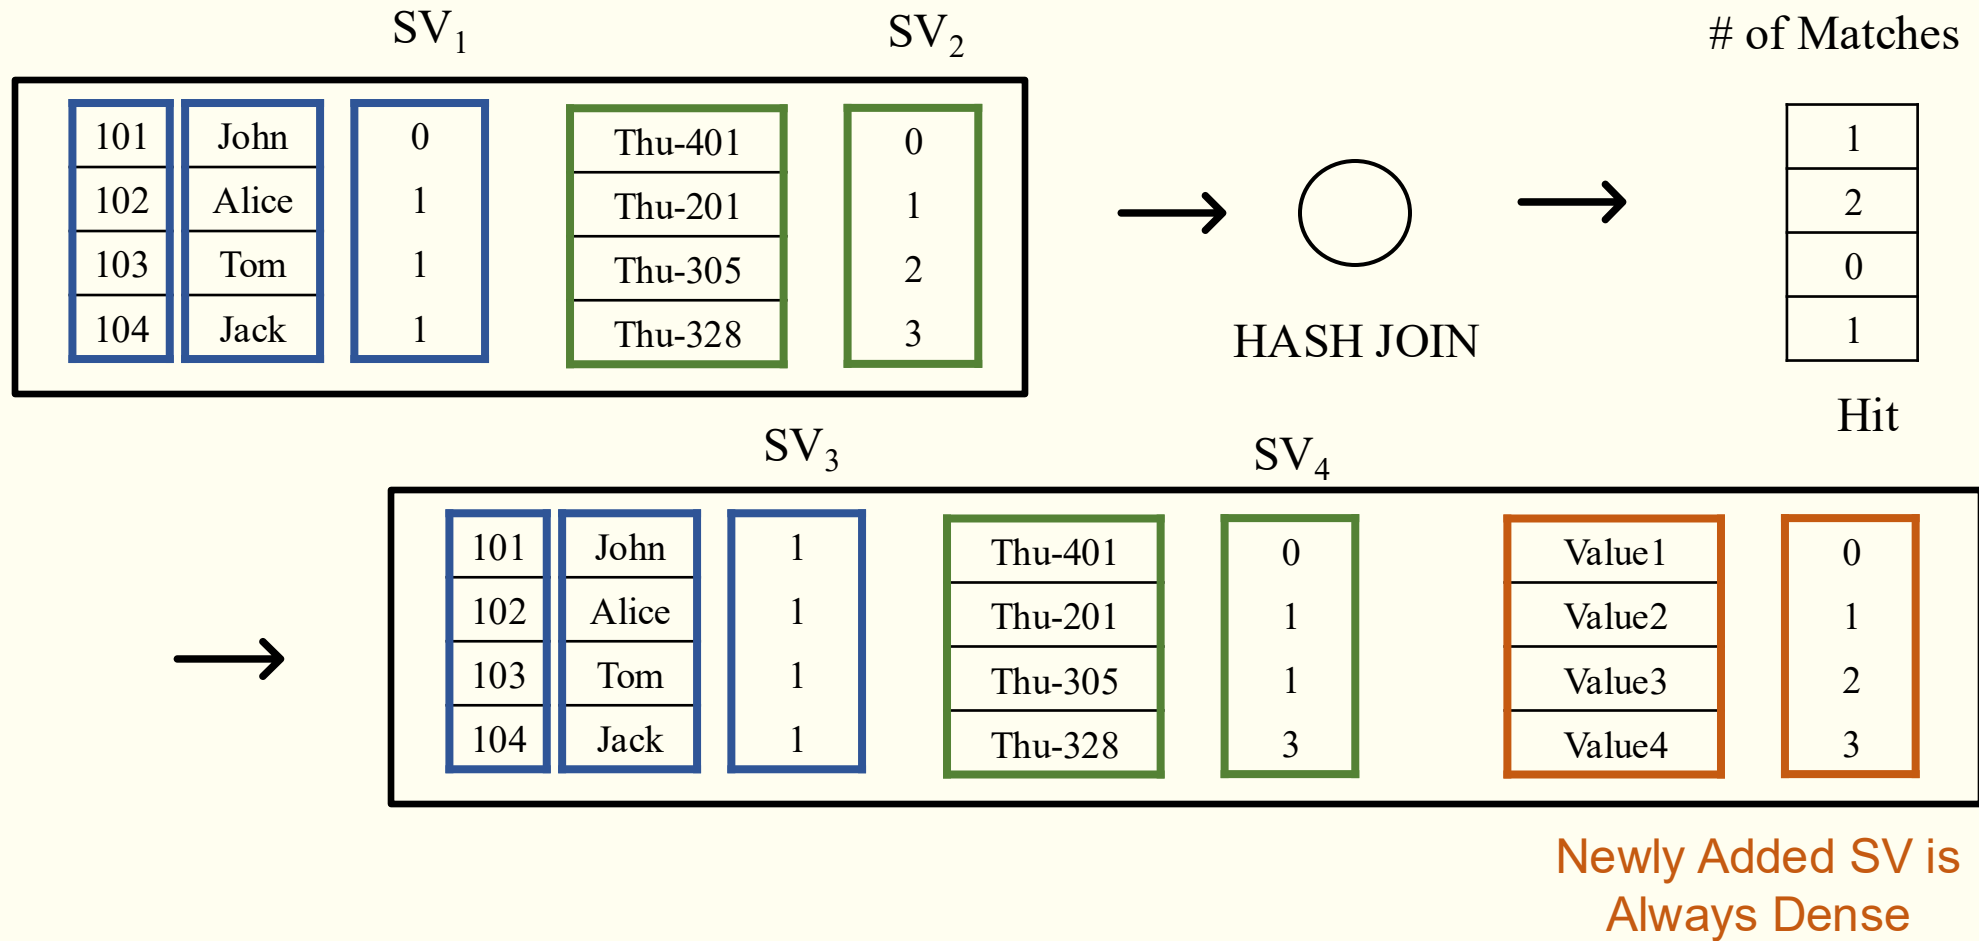 SV₁ SV₂ # of Matches
101 John 0 Thu-401 0 1
102 Alice 1 Thu-201 1 2
103 Tom 1 Thu-305 2 0
104 Jack 1 Thu-328 3 1
HASH JOIN
Hit
SV₃ SV₄
101 John 1 Thu-401 0 Value1 0
102 Alice 1 Thu-201 1 Value2 1
103 Tom 1 Thu-305 1 Value3 2
104 Jack 1 Thu-328 3 Value4 3
Newly Added SV is
Always Dense